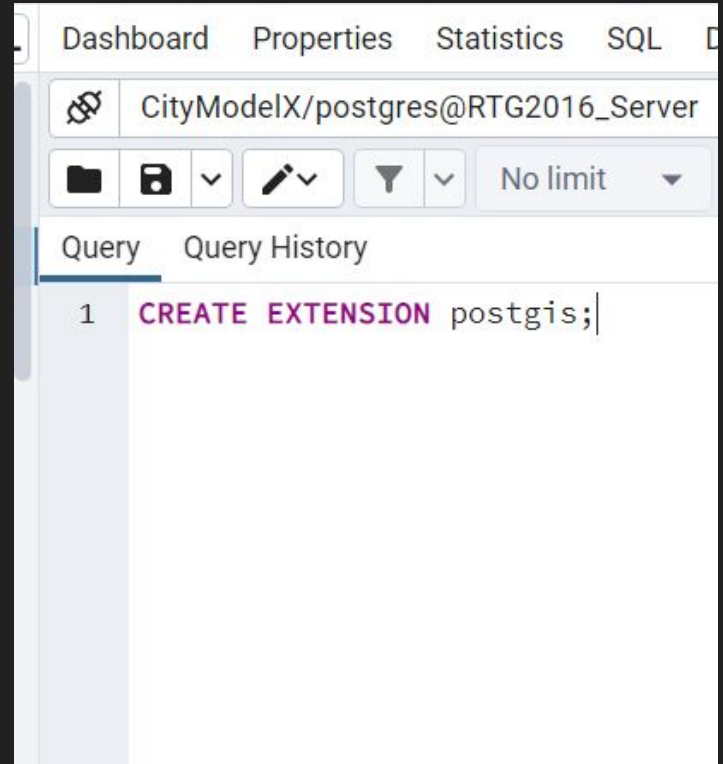 Dashboard Properties Statistics SQL
CityModelX/postgres@RTG2016_Server
No limit
Query Query History
1 CREATE EXTENSION postgis;